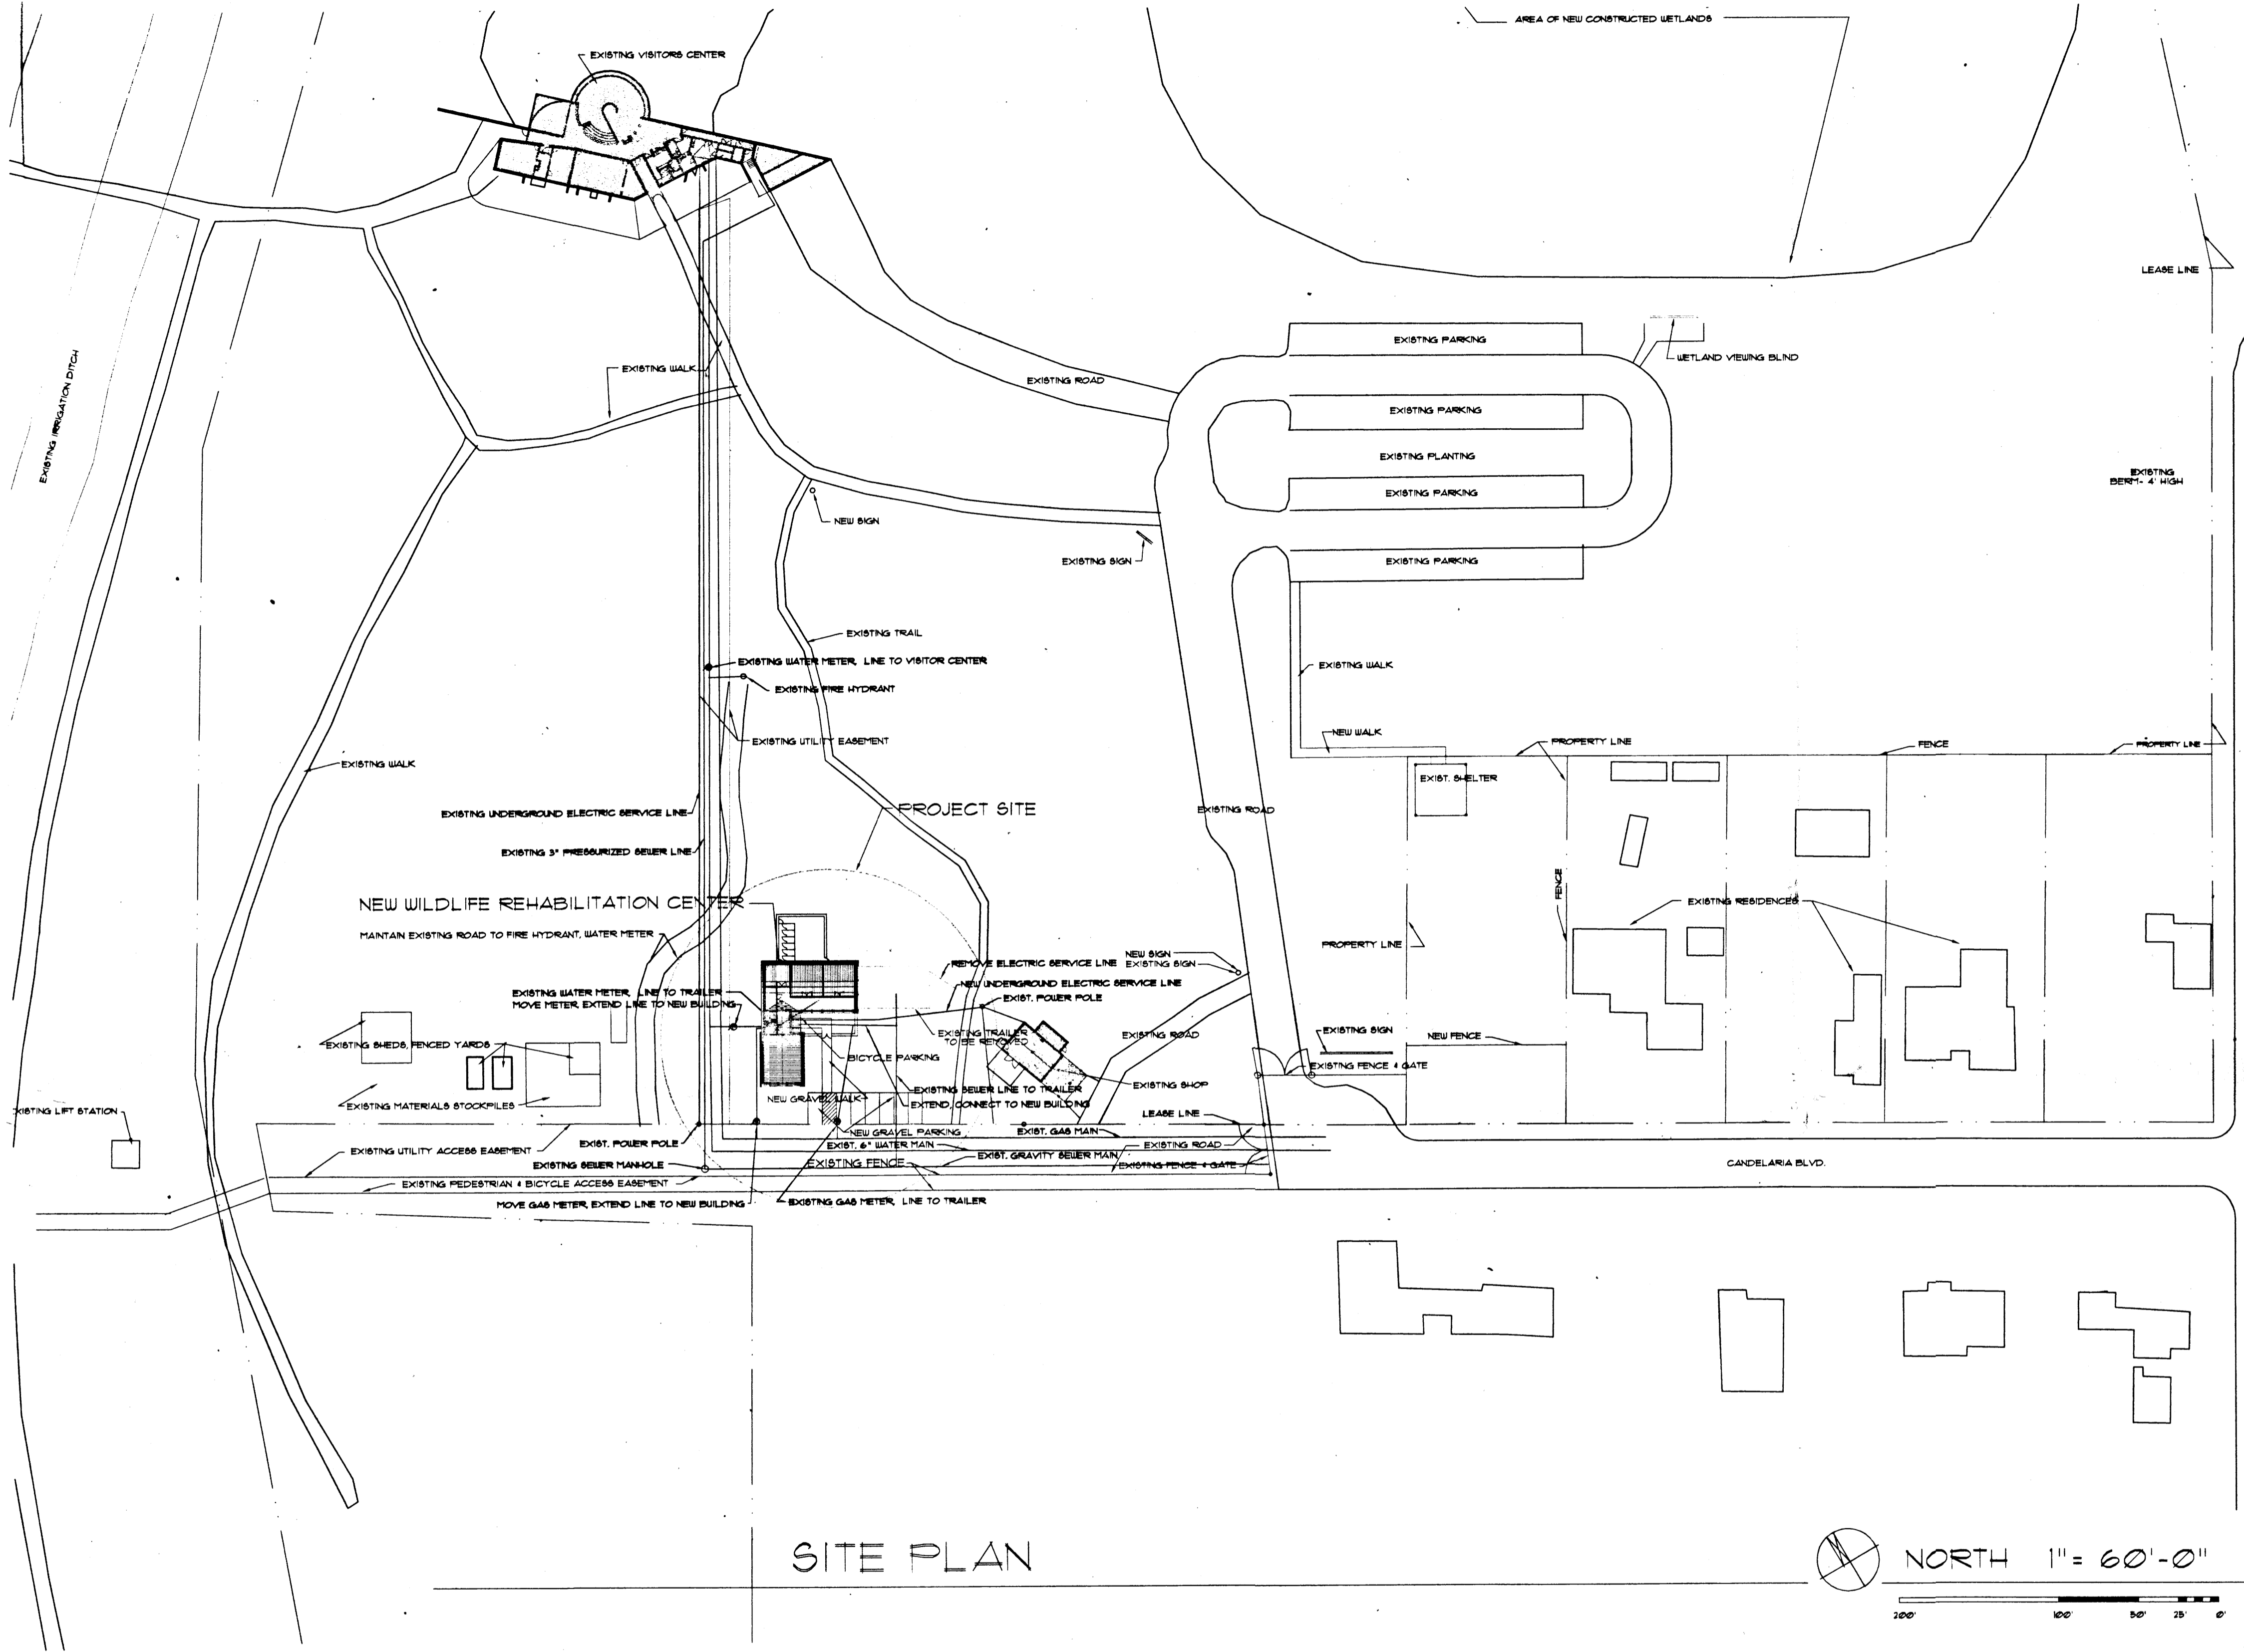 AREA OF NEW CONSTRUCTED WETLANDS
EXISTING VISITORS CENTER
LEASE LINE
EXISTING PARKING
WETLAND VIEWING BLIND
EXISTING IRRIGATION DITCH
EXISTING WALK
EXISTING ROAD
EXISTING PARKING
EXISTING PLANTING
EXISTING
BERM- 4' HIGH
EXISTING PARKING
NEW SIGN
EXISTING SIGN
EXISTING PARKING
EXISTING TRAIL
EXISTING WATER METER, LINE TO VISITOR CENTER
EXISTING WALK
EXISTING FIRE HYDRANT
NEW WALK
EXISTING UTILITY EASEMENT
PROPERTY LINE
FENCE
PROPERTY LINE
EXISTING WALK
EXIST. SHELTER
PROJECT SITE
EXISTING ROAD
EXISTING UNDERGROUND ELECTRIC SERVICE LINE
EXISTING 3" PRESSURIZED SEWER LINE
FENCE
NEW WILDLIFE REHABILITATION CENTER
EXISTING RESIDENCES
MAINTAIN EXISTING ROAD TO FIRE HYDRANT, WATER METER
PROPERTY LINE
NEW SIGN
REMOVE ELECTRIC SERVICE LINE
EXISTING SIGN
NEW UNDERGROUND ELECTRIC SERVICE LINE
EXISTING WATER METER, LINE TO TRAILER
MOVE METER, EXTEND LINE TO NEW BUILDING
EXIST. POWER POLE
EXISTING TRAILER
TO BE REMOVED
EXISTING ROAD
EXISTING SIGN
NEW FENCE
EXISTING SHEDS, FENCED YARDS
BICYCLE PARKING
EXISTING FENCE & GATE
EXISTING SEWER LINE TO TRAILER
EXISTING SHOP
NEW GRAVEL WALK
EXTEND, CONNECT TO NEW BUILDING
EXISTING MATERIALS STOCKPILES
XISTING LIFT STATION
LEASE LINE
NEW GRAVEL PARKING
EXIST. GAS MAIN
EXIST. POWER POLE
EXIST. 6" WATER MAIN
EXISTING ROAD
EXISTING UTILITY ACCESS EASEMENT
EXIST. GRAVITY SEWER MAIN
EXISTING SEWER MANHOLE
EXISTING FENCE
EXISTING FENCE & GATE
CANDELARIA BLVD.
EXISTING PEDESTRIAN & BICYCLE ACCESS EASEMENT
MOVE GAS METER, EXTEND LINE TO NEW BUILDING
EXISTING GAS METER, LINE TO TRAILER
SITE PLAN
N
NORTH 1" = 60'-0"
200' 100' 50' 25' 0'